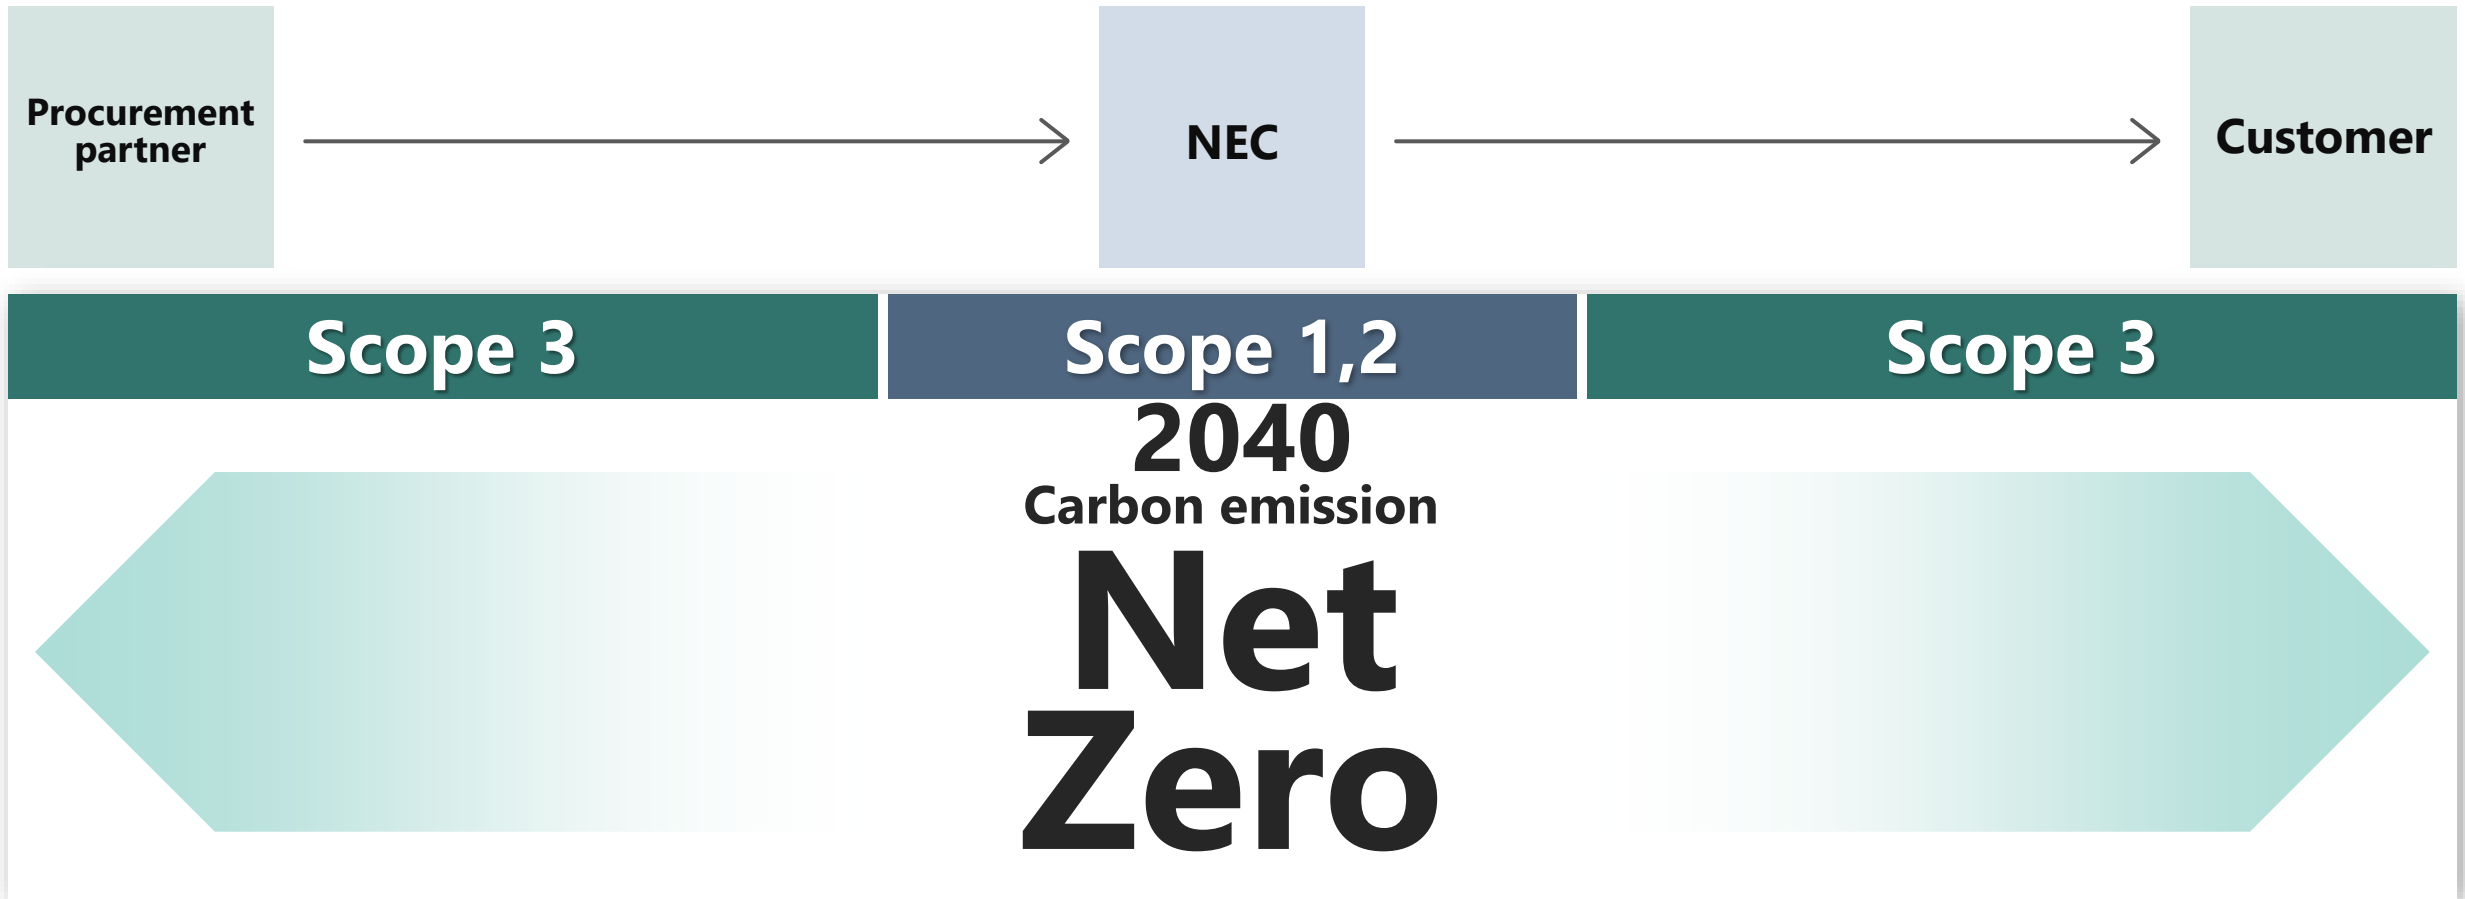 Procurement
partner
NEC
Customer
Scope 3
Scope 1,2
Scope 3
2040
Carbon emission
Net
Zero